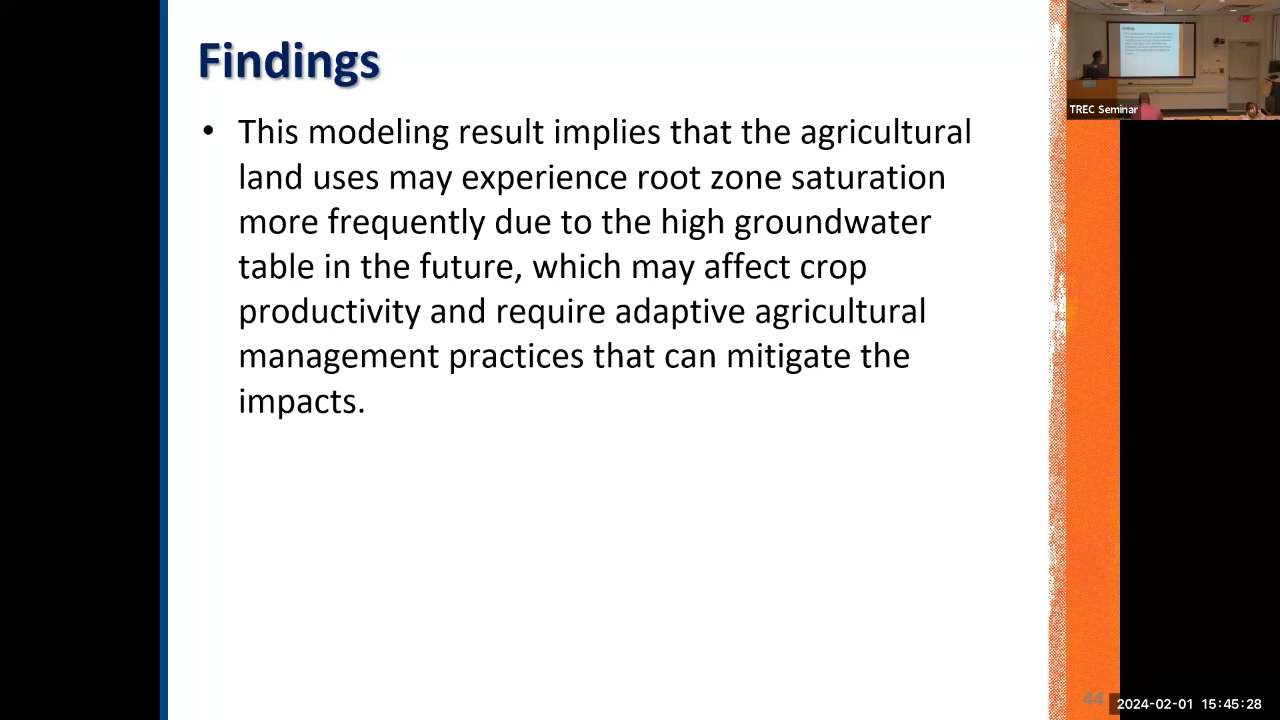 Findings
• This modeling result implies that the agricultural
land uses may experience root zone saturation
more frequently due to the high groundwater
table in the future, which may affect crop
productivity and require adaptive agricultural
management practices that can mitigate the
impacts.
TREC Seminar
44
2024-02-01 15:45:28